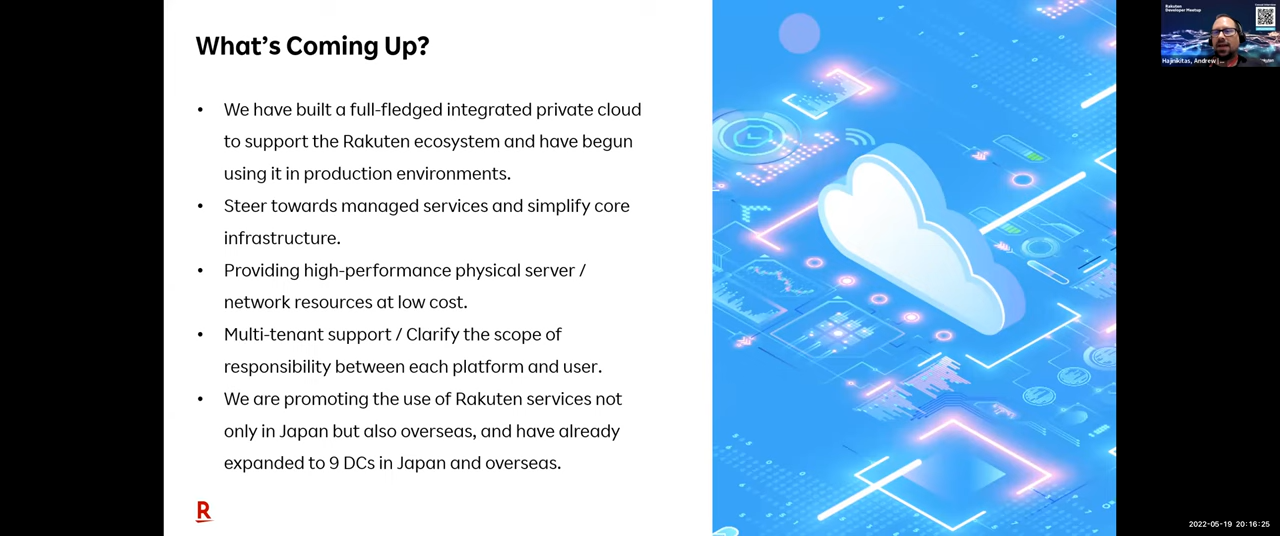 What's Coming Up?
• We have built a full-fledged integrated private cloud
to support the Rakuten ecosystem and have begun
using it in production environments.
• Steer towards managed services and simplify core
infrastructure.
• Providing high-performance physical server /
network resources at low cost.
• Multi-tenant support / Clarify the scope of
responsibility between each platform and user.
• We are promoting the use of Rakuten services not
only in Japan but also overseas, and have already
expanded to 9 DCs in Japan and overseas.
R
Rakuten
Developer Meetup
Hajinikitas, Andrew |...
2022-05-19 20:16:25